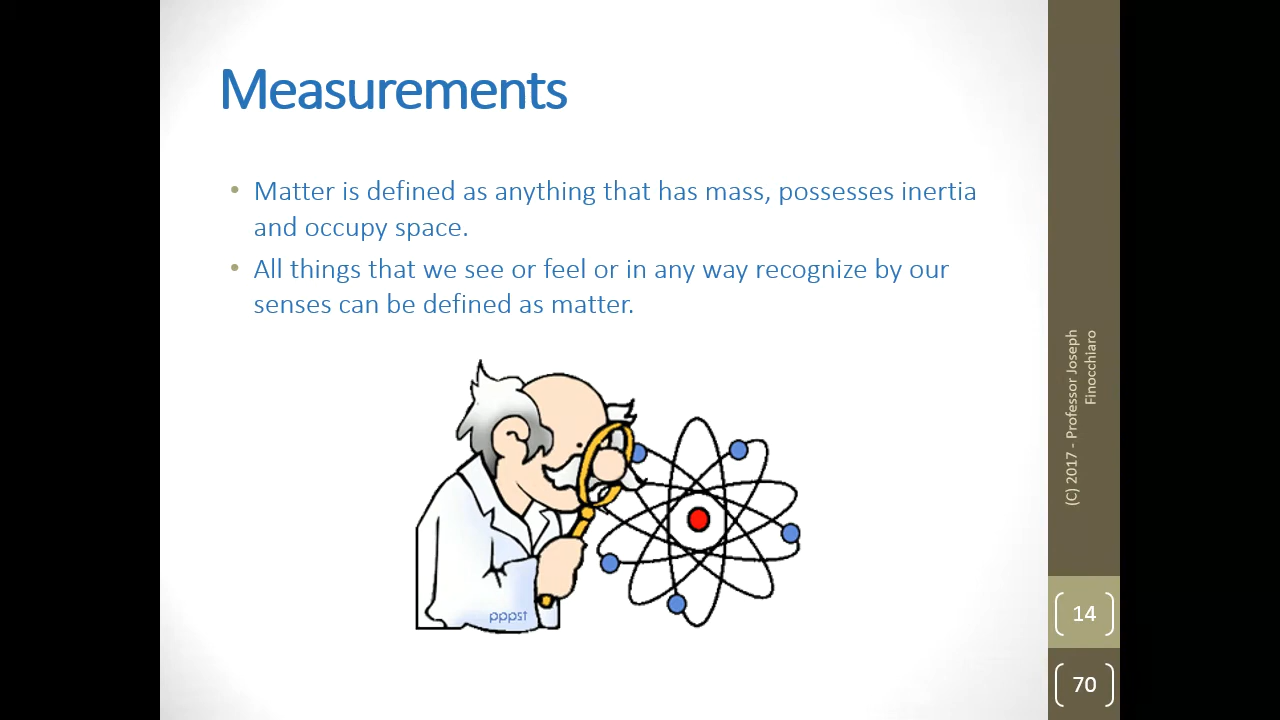 Measurements
• Matter is defined as anything that has mass, possesses inertia
and occupy space.
• All things that we see or feel or in any way recognize by our
senses can be defined as matter.
pppst
(C) 2017 - Professor Joseph
Finocchiaro
14
70